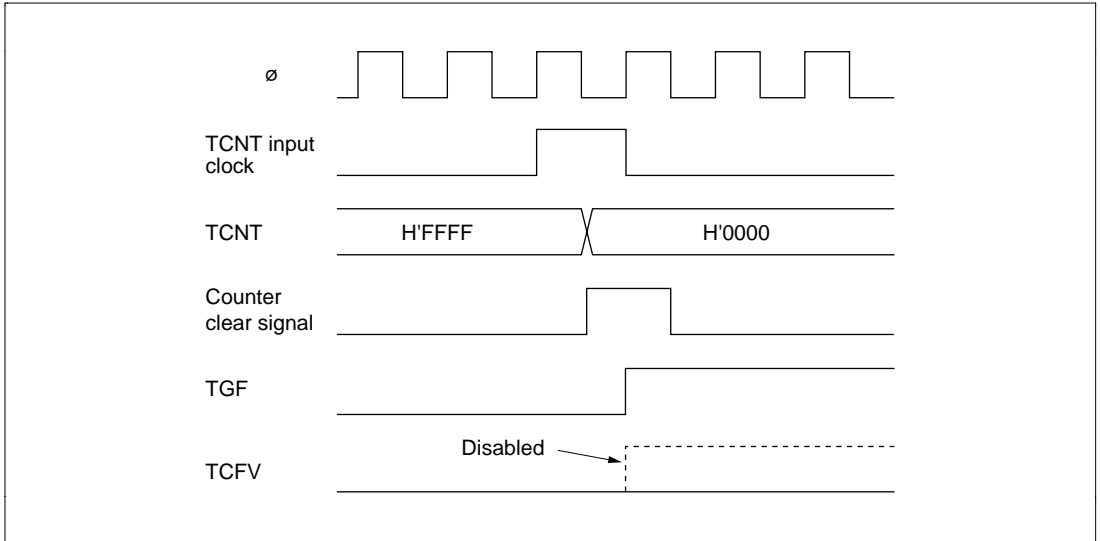 ø
TCNT input
clock
TCNT
H'FFFF
H'0000
Counter
clear signal
TGF
Disabled
TCFV